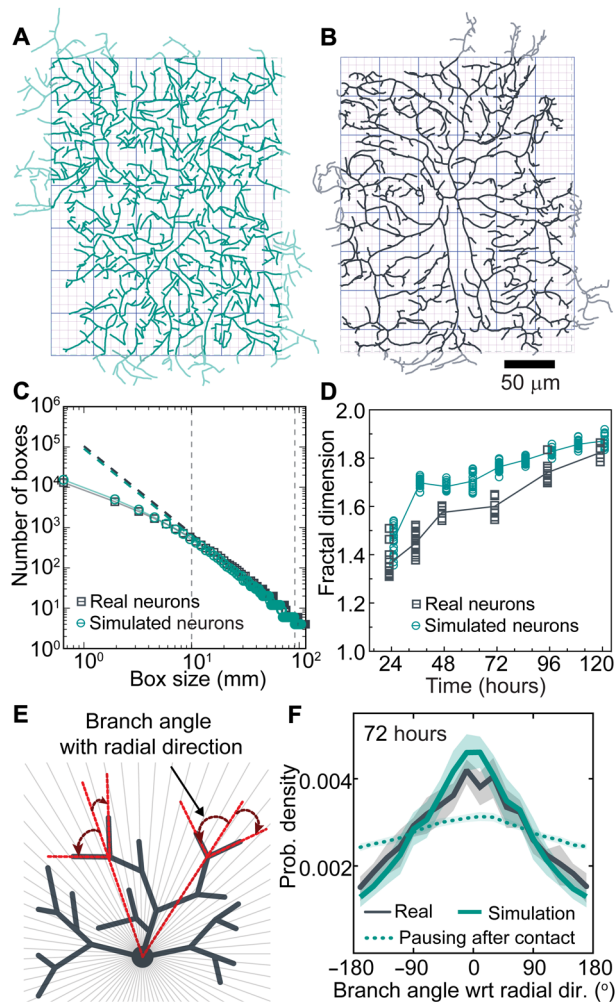 A
B
50 μm
C
Number of boxes
10⁶
10⁵
10⁴
10³
10²
10¹
10⁰
Real neurons
Simulated neurons
10⁰
10¹
10²
Box size (mm)
D
Fractal dimension
2.0
1.8
1.6
1.4
1.2
1.0
Real neurons
Simulated neurons
24
48
72
96
120
Time (hours)
E
Branch angle
with radial direction
F
72 hours
Prob. density
0.004
0.002
Real
Simulation
Pausing after contact
-180
-90
0
90
180
Branch angle wrt radial dir. (°)